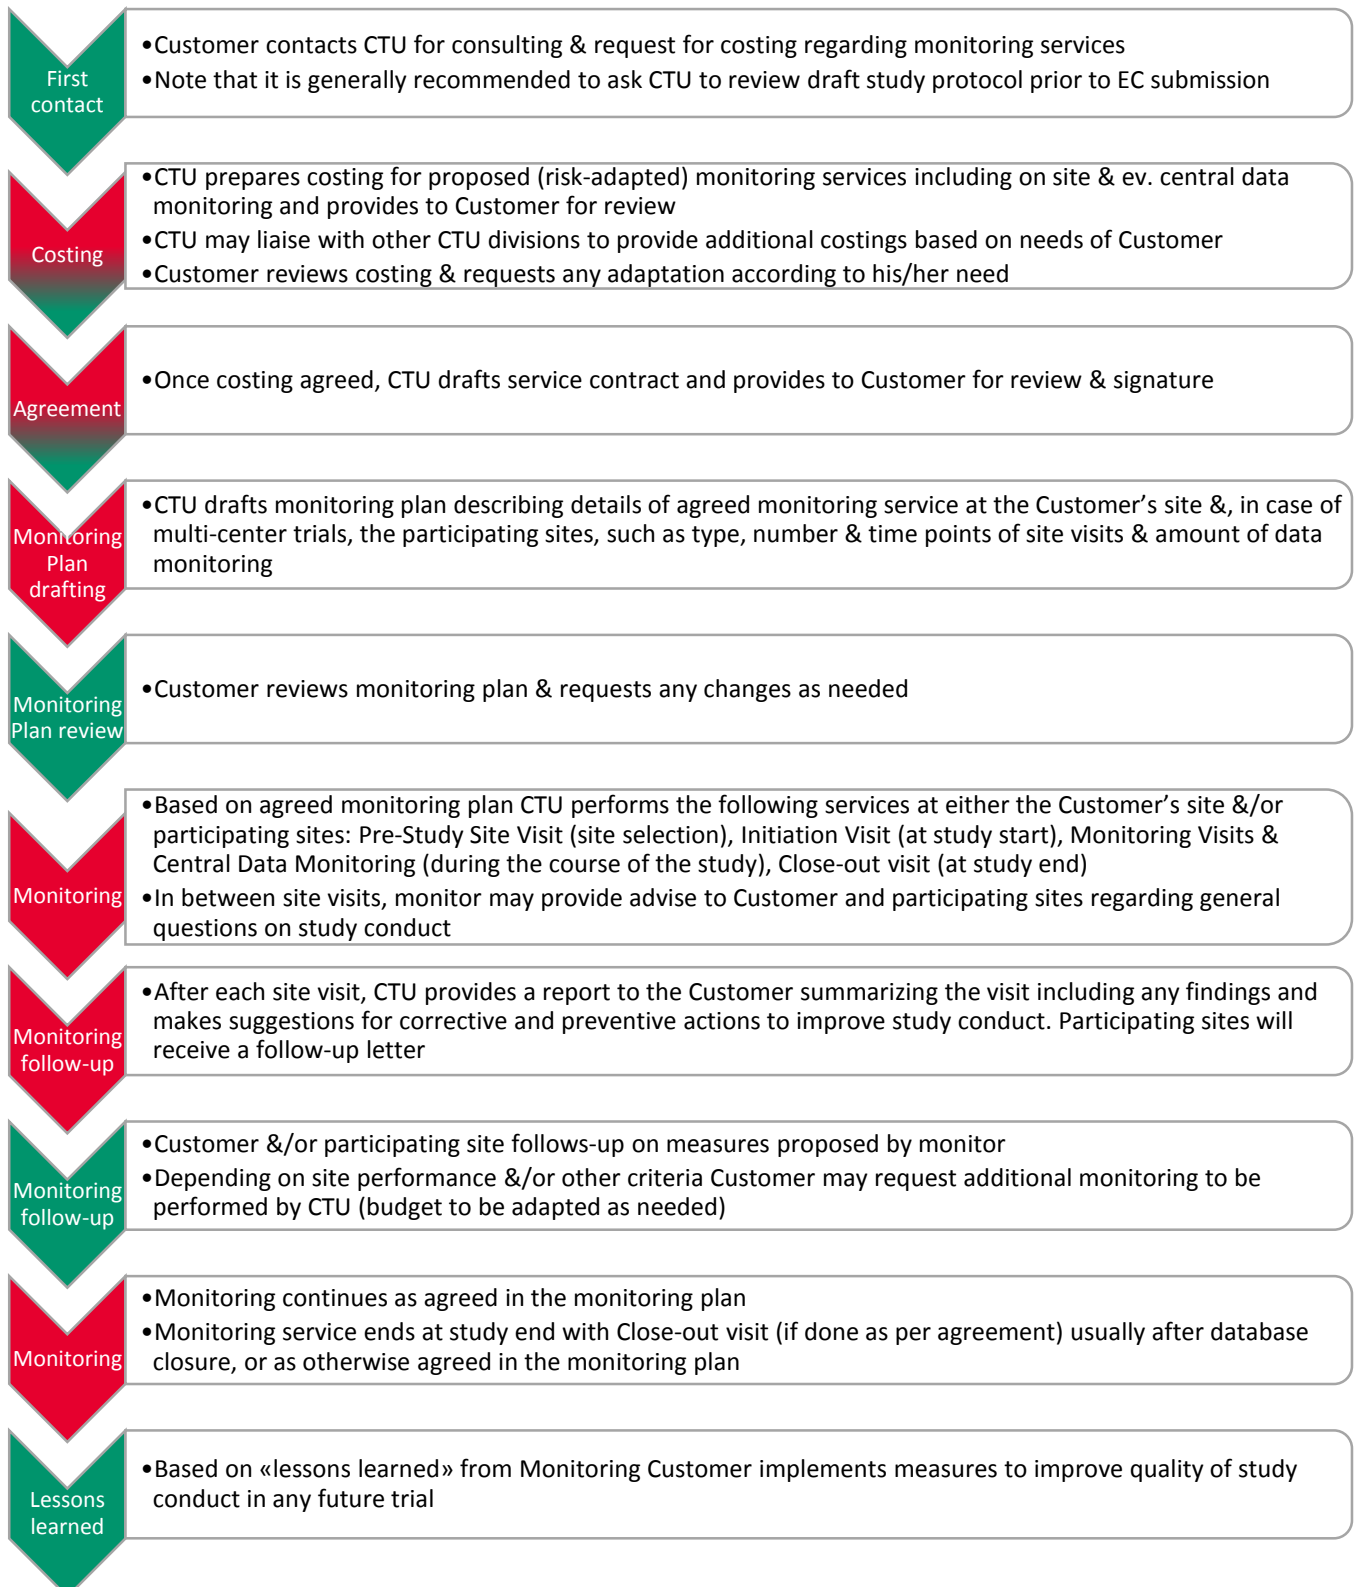 First
contact
•Customer contacts CTU for consulting & request for costing regarding monitoring services
•Note that it is generally recommended to ask CTU to review draft study protocol prior to EC submission
Costing
•CTU prepares costing for proposed (risk-adapted) monitoring services including on site & ev. central data
monitoring and provides to Customer for review
•CTU may liaise with other CTU divisions to provide additional costings based on needs of Customer
•Customer reviews costing & requests any adaptation according to his/her need
Agreement
•Once costing agreed, CTU drafts service contract and provides to Customer for review & signature
Monitoring
Plan
drafting
•CTU drafts monitoring plan describing details of agreed monitoring service at the Customer’s site &, in case of
multi-center trials, the participating sites, such as type, number & time points of site visits & amount of data
monitoring
Monitoring
Plan review
•Customer reviews monitoring plan & requests any changes as needed
Monitoring
•Based on agreed monitoring plan CTU performs the following services at either the Customer’s site &/or
participating sites: Pre-Study Site Visit (site selection), Initiation Visit (at study start), Monitoring Visits &
Central Data Monitoring (during the course of the study), Close-out visit (at study end)
•In between site visits, monitor may provide advise to Customer and participating sites regarding general
questions on study conduct
Monitoring
follow-up
•After each site visit, CTU provides a report to the Customer summarizing the visit including any findings and
makes suggestions for corrective and preventive actions to improve study conduct. Participating sites will
receive a follow-up letter
Monitoring
follow-up
•Customer &/or participating site follows-up on measures proposed by monitor
•Depending on site performance &/or other criteria Customer may request additional monitoring to be
performed by CTU (budget to be adapted as needed)
Monitoring
•Monitoring continues as agreed in the monitoring plan
•Monitoring service ends at study end with Close-out visit (if done as per agreement) usually after database
closure, or as otherwise agreed in the monitoring plan
Lessons
learned
•Based on «lessons learned» from Monitoring Customer implements measures to improve quality of study
conduct in any future trial